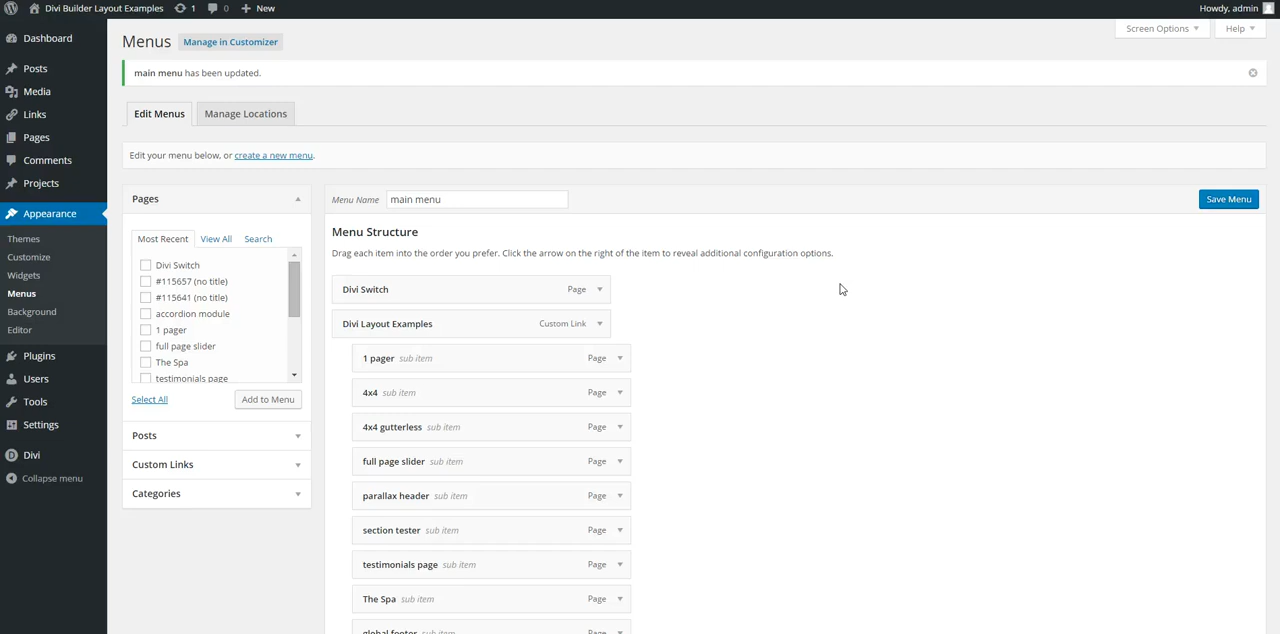 Divi Builder Layout Examples 1 0 New Howdy, admin
Dashboard
Posts
Media
Links
Pages
Comments
Projects
Appearance
Themes
Customize
Widgets
Menus
Background
Editor
Plugins
Users
Tools
Settings
Divi
Collapse menu
Screen Options Help
Menus Manage in Customizer
main menu has been updated.
Edit Menus Manage Locations
Edit your menu below, or create a new menu.
Pages
Most Recent View All Search
Divi Switch
#115657 (no title)
#115641 (no title)
accordion module
1 pager
full page slider
The Spa
testimonials page
Select All Add to Menu
Posts
Custom Links
Categories
Menu Name main menu Save Menu
Menu Structure
Drag each item into the order you prefer. Click the arrow on the right of the item to reveal additional configuration options.
Divi Switch Page
Divi Layout Examples Custom Link
1 pager sub item Page
4x4 sub item Page
4x4 gutterless sub item Page
full page slider sub item Page
parallax header sub item Page
section tester sub item Page
testimonials page sub item Page
The Spa sub item Page
global footer sub item Page